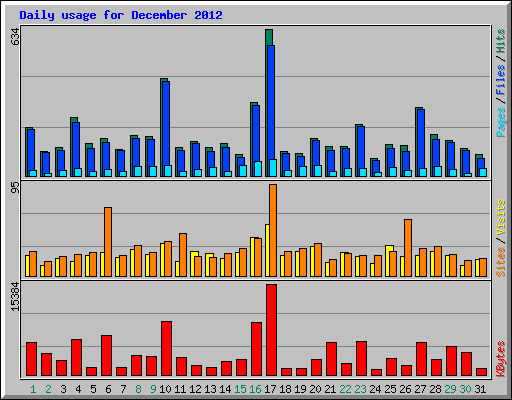 Daily usage for December 2012
634
Pages / Files / Hits
95
Sites / Visits
15384
KBytes
1 2 3 4 5 6 7 8 9 10 11 12 13 14 15 16 17 18 19 20 21 22 23 24 25 26 27 28 29 30 31